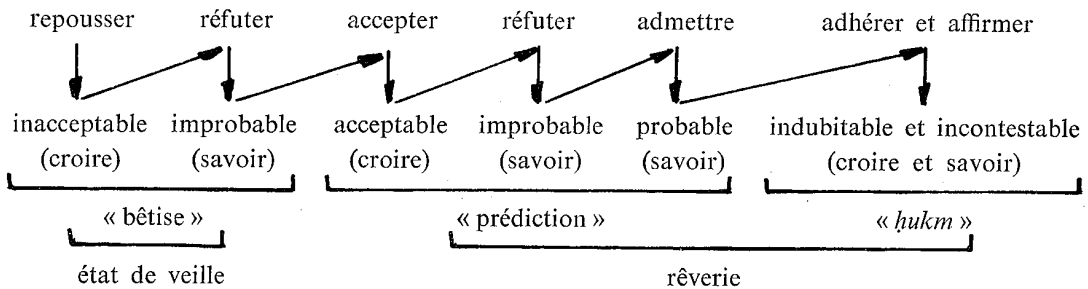 repousser réfuter accepter réfuter admettre adhérer et affirmer
inacceptable improbable acceptable improbable probable indubitable et incontestable
(croire) (savoir) (croire) (savoir) (savoir) (croire et savoir)
« bêtise » « prédiction » « ḥukm »
état de veille rêverie